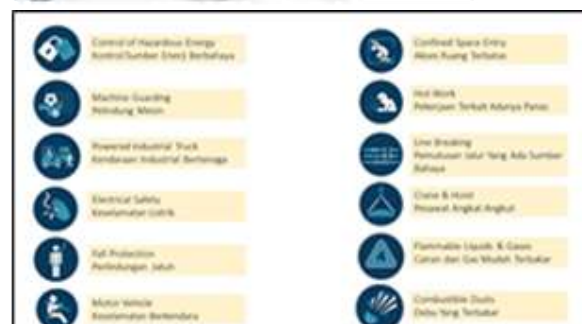 Control of Hazardous Energy
Kontrol Sumber Enerji Berbahaya
Machine Guarding
Pelindung Mesin
Powered Industrial Truck
Kendaraan Industrial Bertenaga
Electrical Safety
Keselamatan Listrik
Fall Protection
Perlindungan Jatuh
Motor Vehicle
Keselamatan Berkendara
Confined Space Entry
Akses Ruang Terbatas
Hot Work
Pekerjaan Terkait Adanya Panas
Line Breaking
Pemutusan Jalur Yang Ada Sumber
Bahaya
Crane & Hoist
Pesawat Angkat Angkut
Flammable Liquids & Gases
Cairan dan Gas Mudah Terbakar
Combustible Dusts
Debu Yang Terbakar